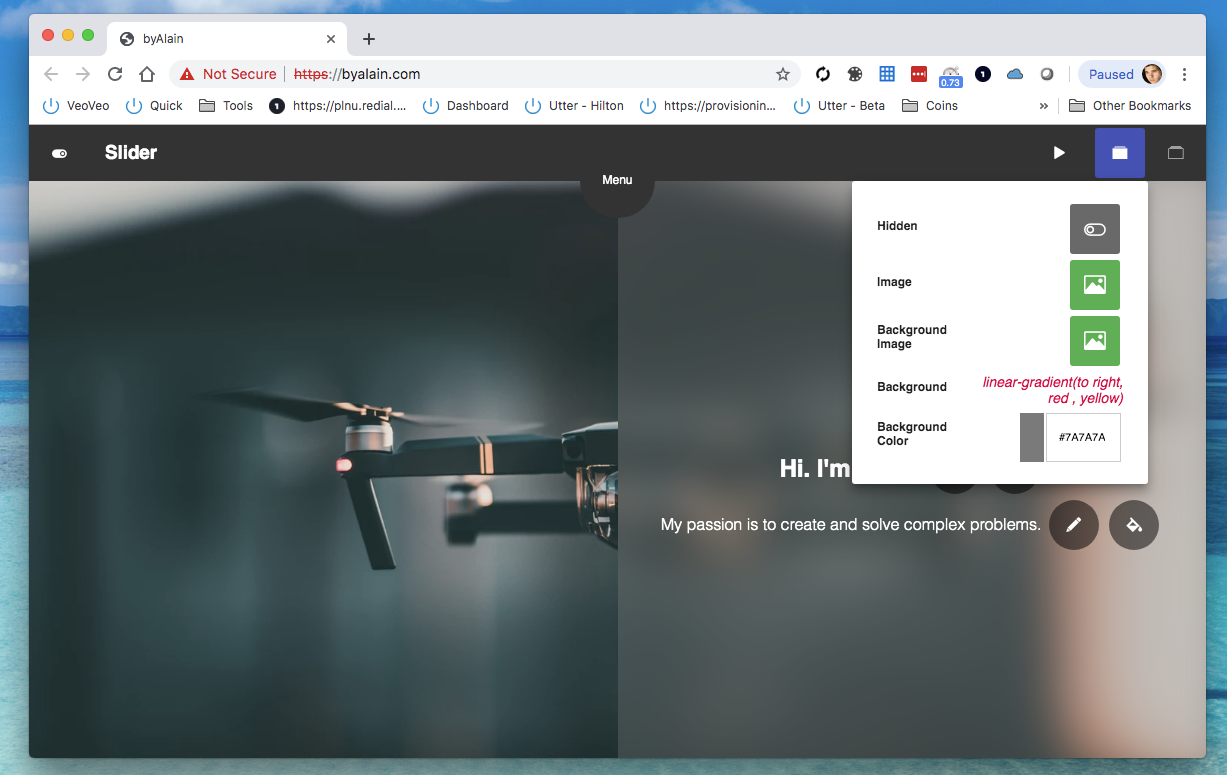 byAlain
Not Secure https://byalain.com
0.73
1
Paused
VeoVeo Quick Tools 1 https://plnu.redial.... Dashboard Utter - Hilton https://provisionin... Utter - Beta Coins » Other Bookmarks
Slider
Menu
Hidden
Image
Background
Image
Background
linear-gradient(to right,
red , yellow)
Background
Color
#7A7A7A
Hi. I'm
My passion is to create and solve complex problems.